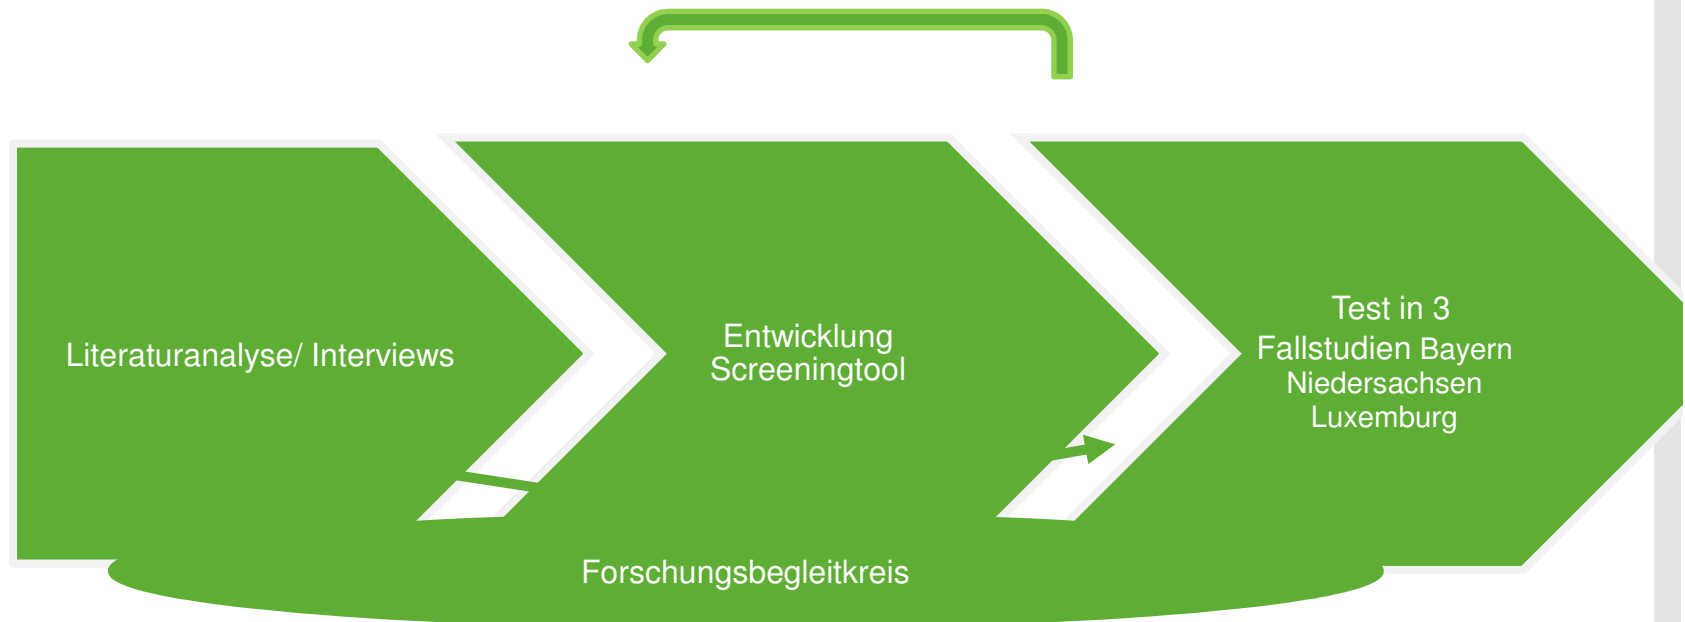 Literaturanalyse/ Interviews
Entwicklung
Screeningtool
Test in 3
Fallstudien Bayern
Niedersachsen
Luxemburg
Forschungsbegleitkreis